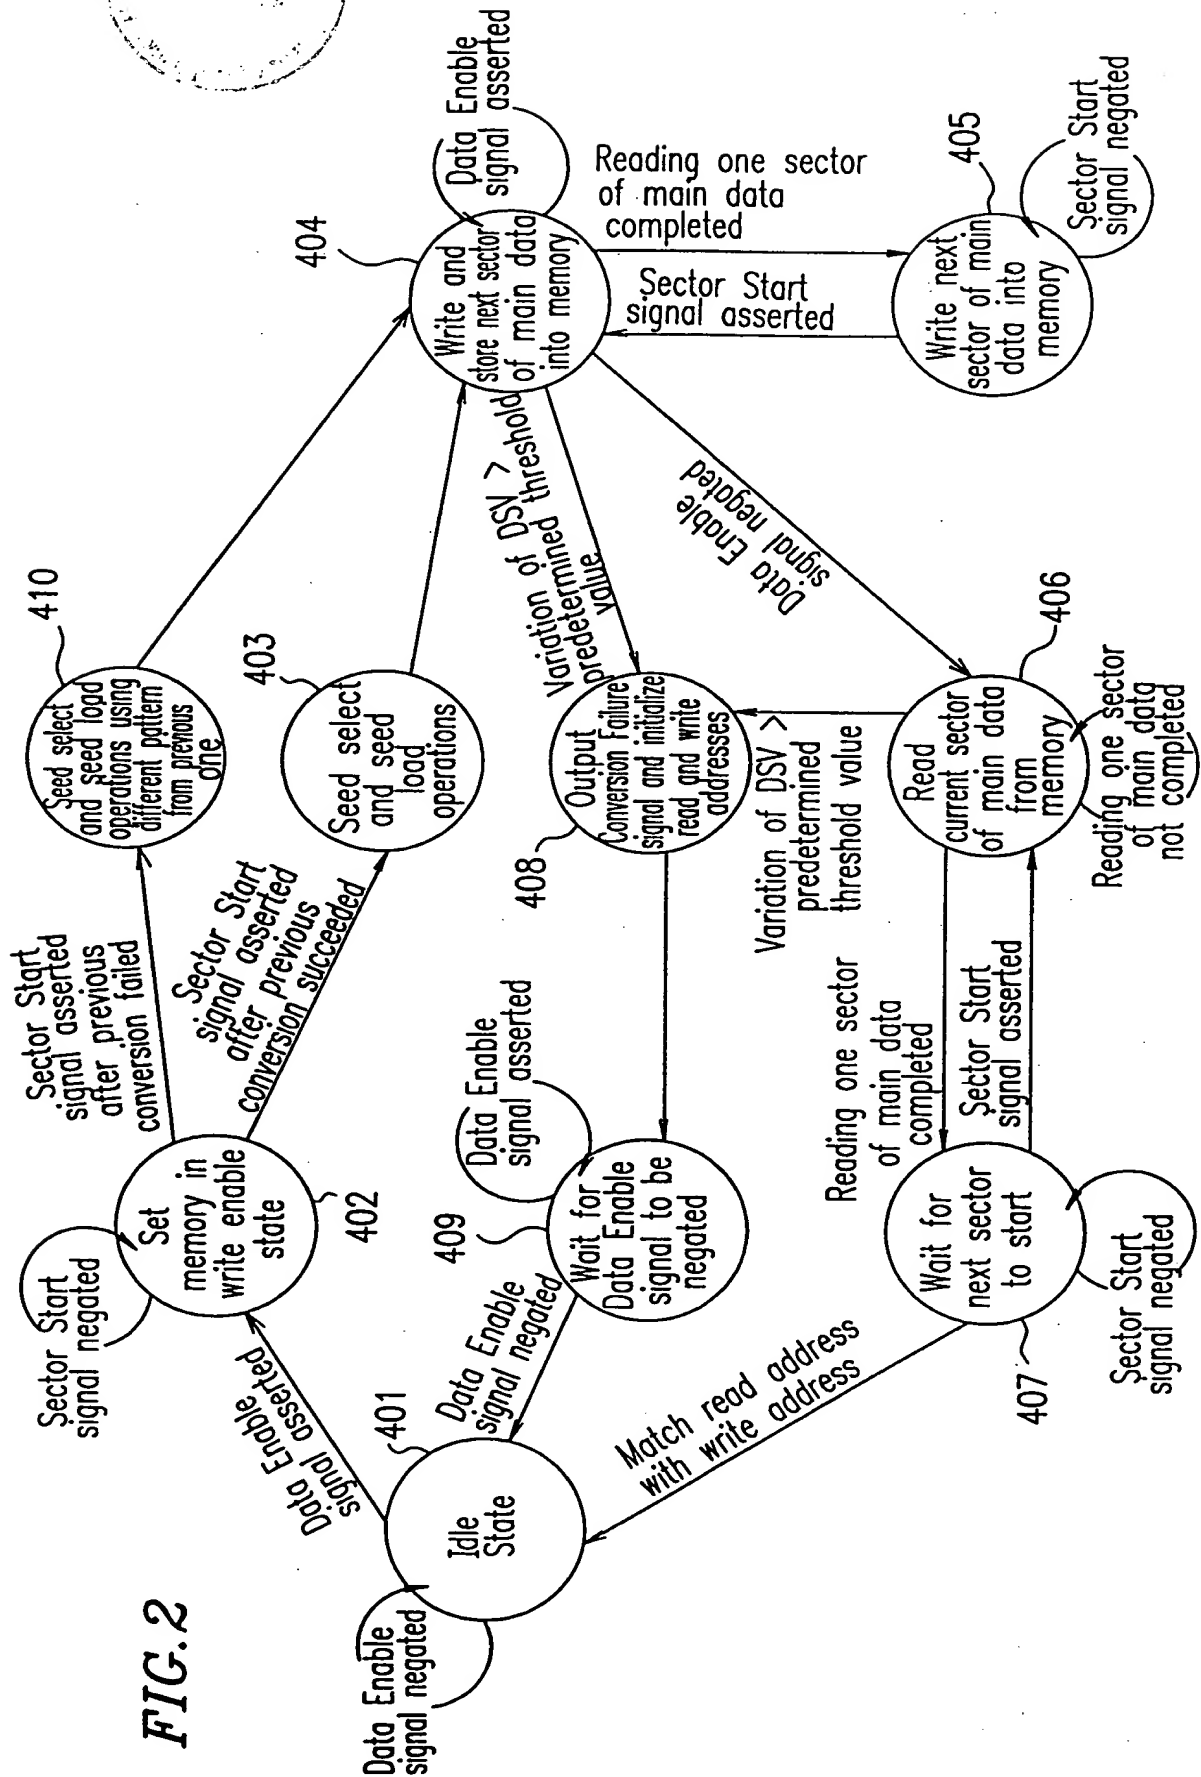 FIG.2
Data Enable
signal negated
Idle
State
401
Data Enable
signal assserted
Sector Start
signal negated
Set
memory in
write enable
state
402
Sector Start
signal asserted
after previous
conversion failed
Sector Start
signal asserted
after previous
conversion succeeded
410
Seed select
and seed load
operations using
different pattern
from previous
one
403
Seed select
and seed
load
operations
404
Write and
store next sector
of main data
into memory
Data Enable
signal asserted
Reading one sector
of main data
completed
Sector Start
signal asserted
405
Write next
sector of main
data into
memory
Sector Start
signal negated
Variation of DSV >
predetermined threshold
value
Data Enable
signal negated
408
Output
Conversion Failure
signal and initialize
read and write
addresses
Variation of DSV >
predetermined
threshold value
406
Read
current sector
of main data
from
memory
Reading one sector
of main data
not completed
Data Enable
signal asserted
409
Wait for
Data Enable
signal to be
negated
Data Enable
signal negated
Reading one sector
of main data
completed
Sector Start
signal asserted
Wait for
next sector
to start
407
Sector Start
signal negated
Match read address
with write address